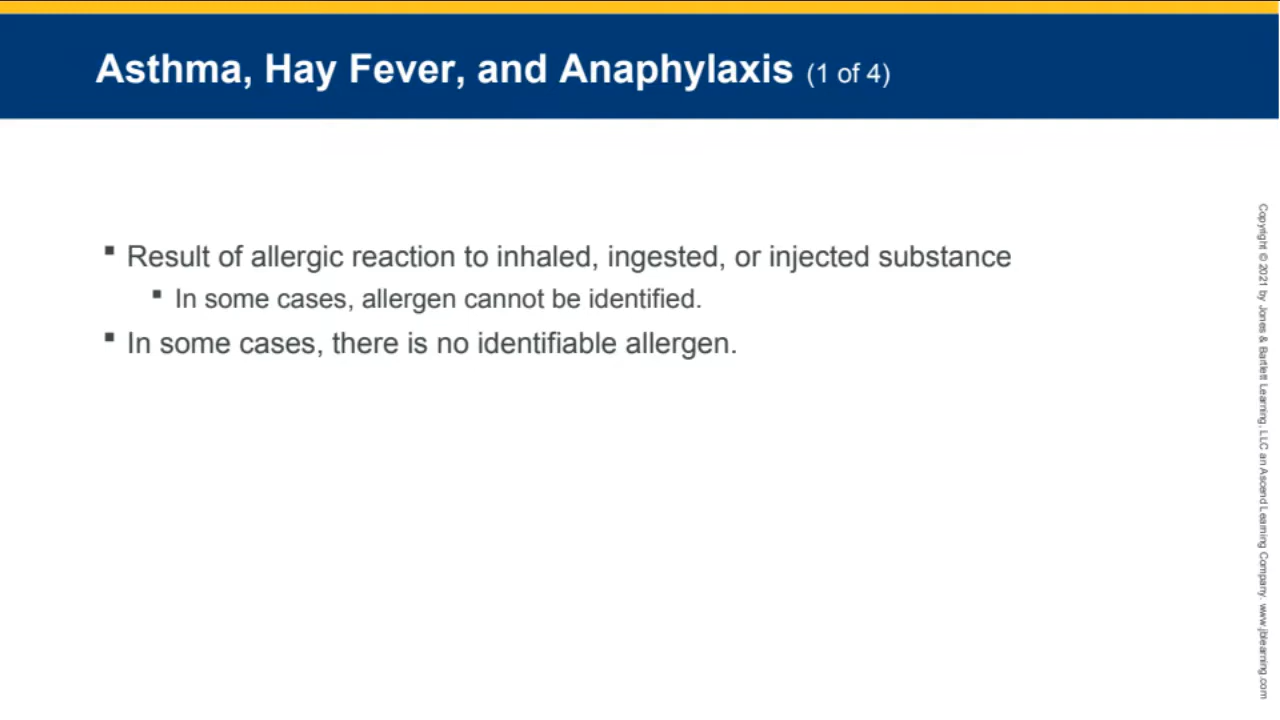 Asthma, Hay Fever, and Anaphylaxis (1 of 4)
▪ Result of allergic reaction to inhaled, ingested, or injected substance
▪ In some cases, allergen cannot be identified.
▪ In some cases, there is no identifiable allergen.
Copyright © 2021 by Jones & Bartlett Learning, LLC an Ascend Learning Company. www.jblearning.com